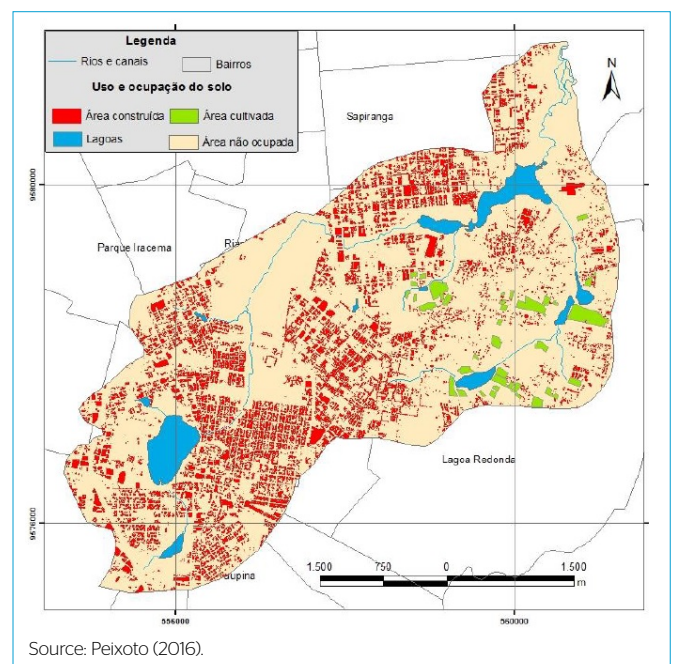 Legenda
Rios e canais
Bairros
Uso e ocupação do solo
Área construída
Área cultivada
Lagoas
Área não ocupada
N
Sapiranga
9680000
Parque Iracema
Lagoa Redonda
9676000
1.500 750 0 1.500
m
556000 560000
Source: Peixoto (2016).